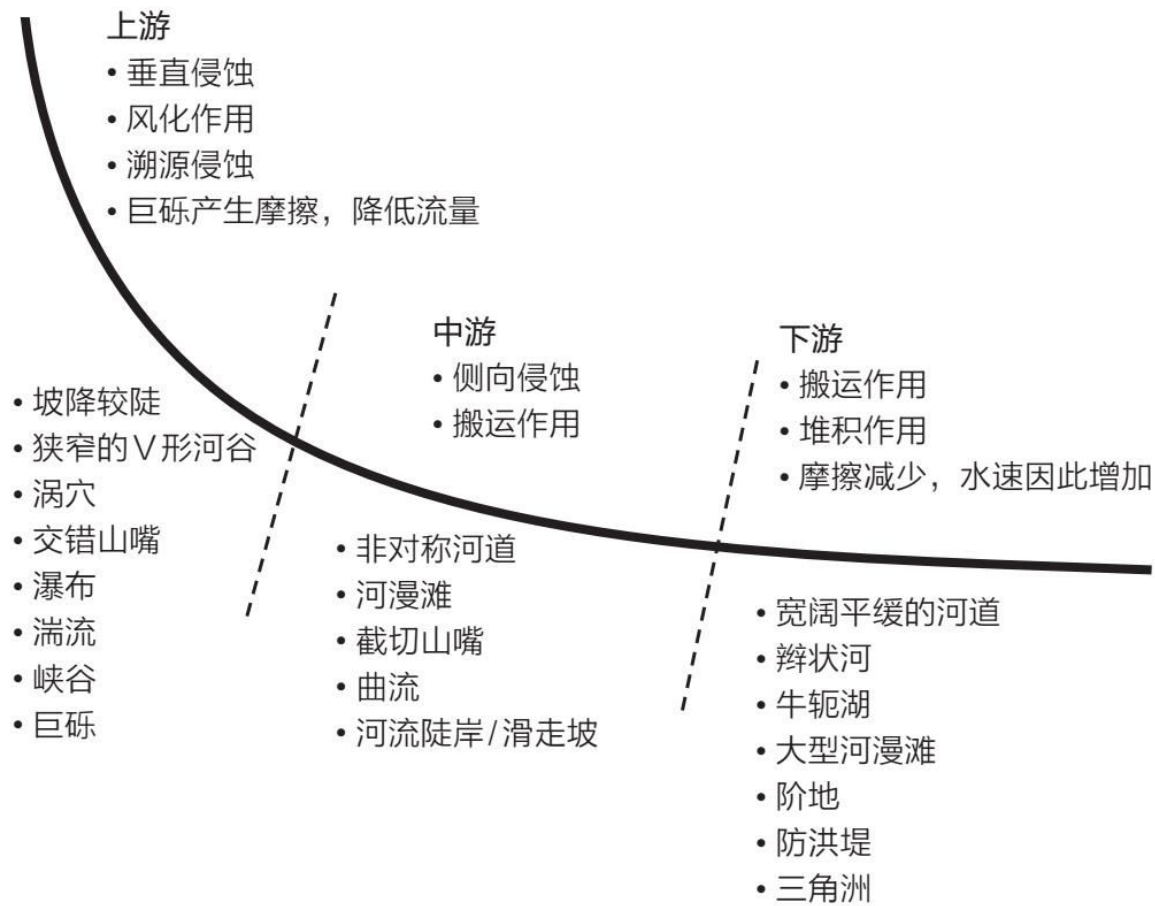 上游
• 垂直侵蚀
• 风化作用
• 溯源侵蚀
• 巨砾产生摩擦，降低流量
• 坡降较陡
• 狭窄的V形河谷
• 涡穴
• 交错山嘴
• 瀑布
• 湍流
• 峡谷
• 巨砾
中游
• 侧向侵蚀
• 搬运作用
• 非对称河道
• 河漫滩
• 截切山嘴
• 曲流
• 河流陡岸/滑走坡
下游
• 搬运作用
• 堆积作用
• 摩擦减少，水速因此增加
• 宽阔平缓的河道
• 辫状河
• 牛轭湖
• 大型河漫滩
• 阶地
• 防洪堤
• 三角洲